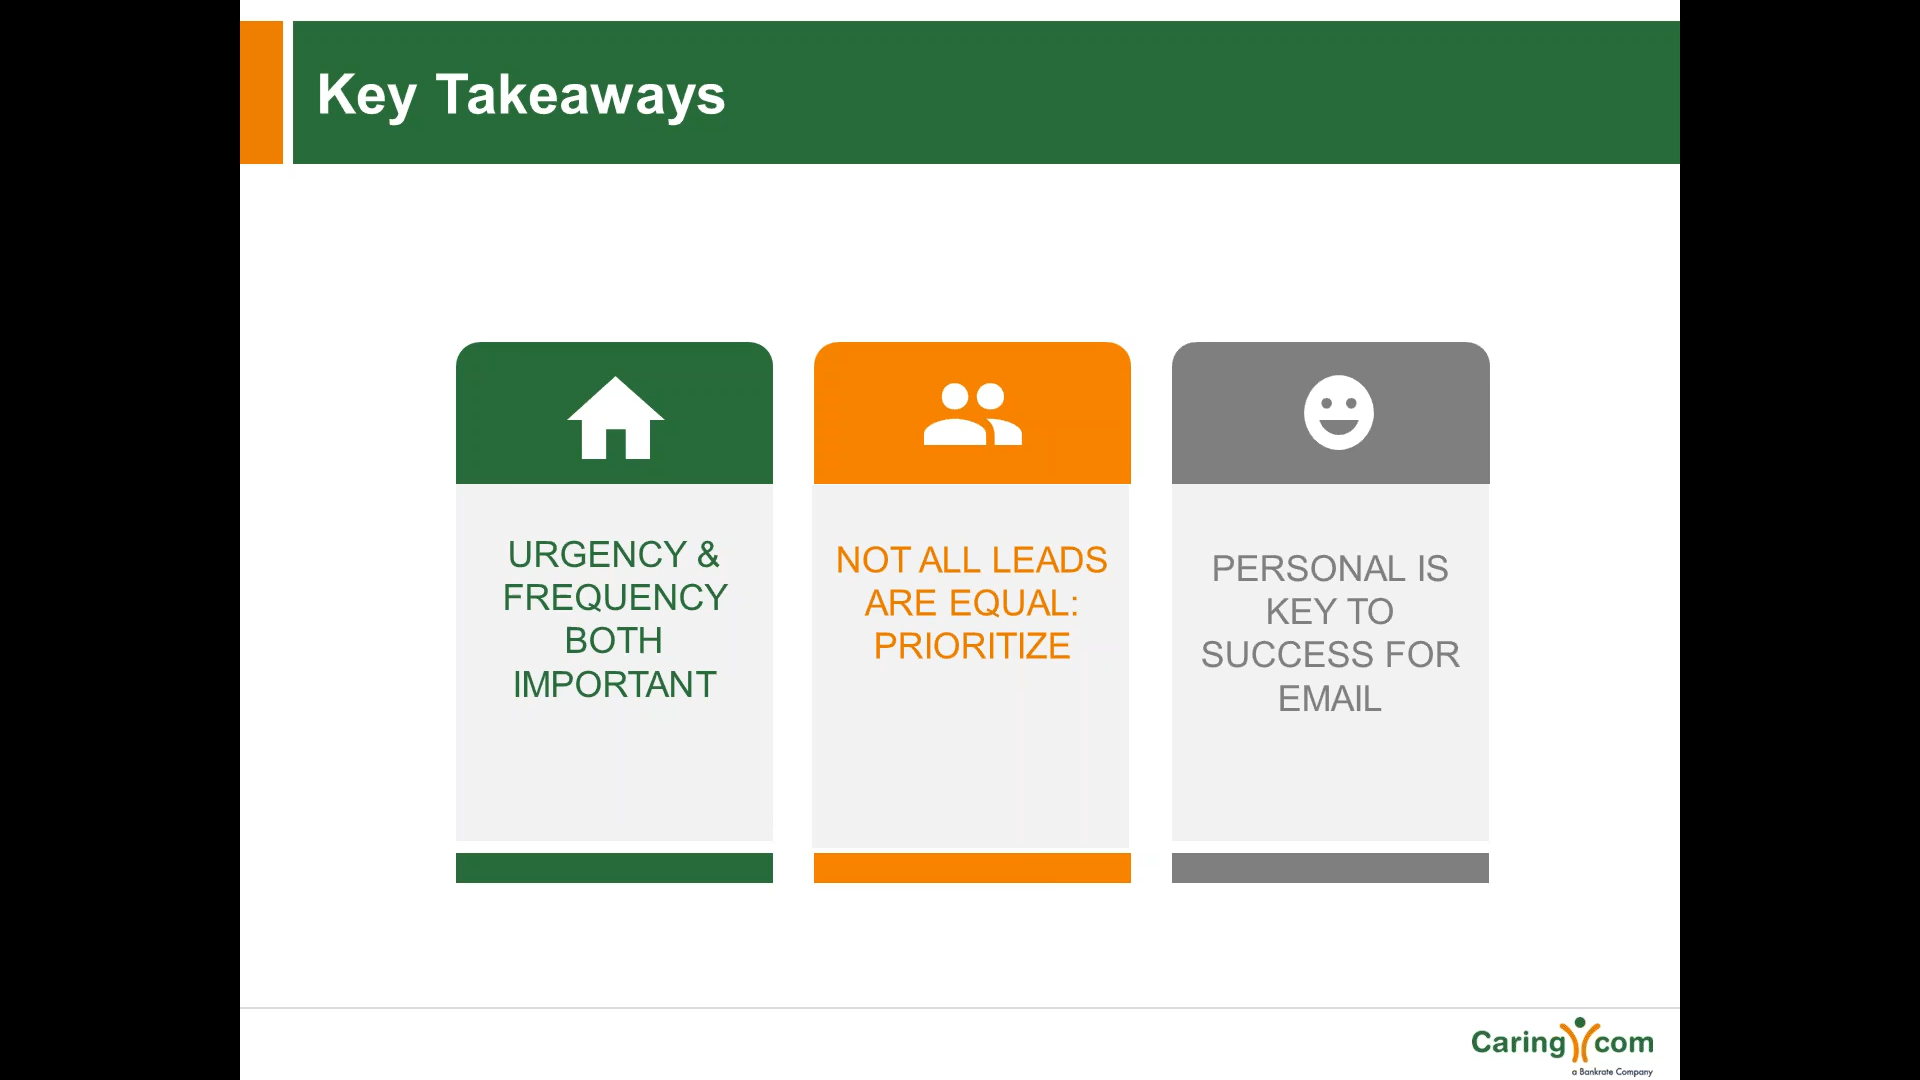 Key Takeaways
URGENCY &
FREQUENCY
BOTH
IMPORTANT
NOT ALL LEADS
ARE EQUAL:
PRIORITIZE
PERSONAL IS
KEY TO
SUCCESS FOR
EMAIL
Caring com
a Bankrate Company